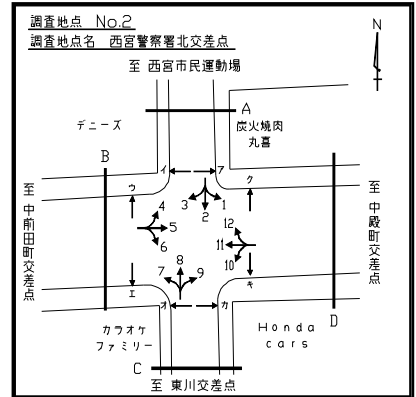 調査地点 No.2
調査地点名 西宮警察署北交差点
至 西宮市民運動場
N
A
デニーズ
炭火焼肉
丸喜
B
イ
ア
ウ
ク
至 中前田町交差点
至 中殿町交差点
3
2
1
4
5
6
12
11
10
7
8
9
エ
キ
オ
カ
カラオケ
ファミリー
Honda
cars
D
C
至 東川交差点